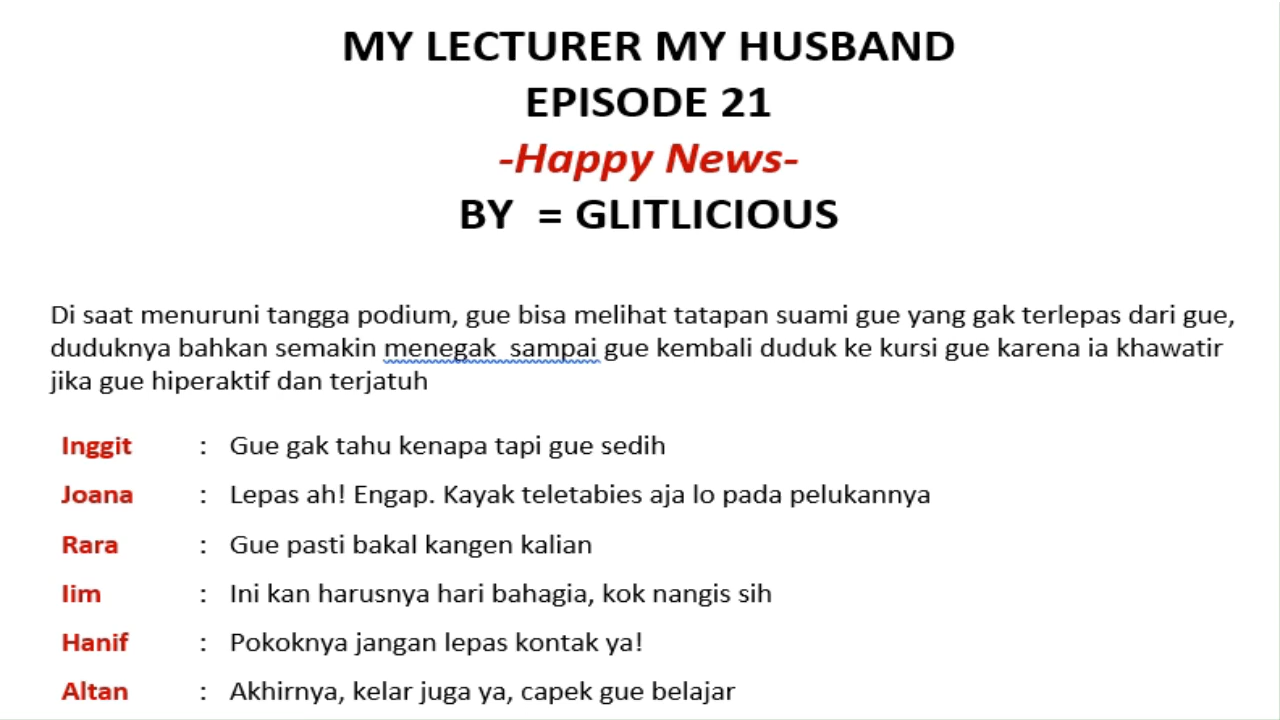 MY LECTURER MY HUSBAND
EPISODE 21
-Happy News-
BY = GLITLICIOUS
Di saat menuruni tangga podium, gue bisa melihat tatapan suami gue yang gak terlepas dari gue,
duduknya bahkan semakin menegak sampai gue kembali duduk ke kursi gue karena ia khawatir
jika gue hiperaktif dan terjatuh
Inggit : Gue gak tahu kenapa tapi gue sedih
Joana : Lepas ah! Engap. Kayak teletabies aja lo pada pelukannya
Rara : Gue pasti bakal kangen kalian
Iim : Ini kan harusnya hari bahagia, kok nangis sih
Hanif : Pokoknya jangan lepas kontak ya!
Altan : Akhirnya, kelar juga ya, capek gue belajar